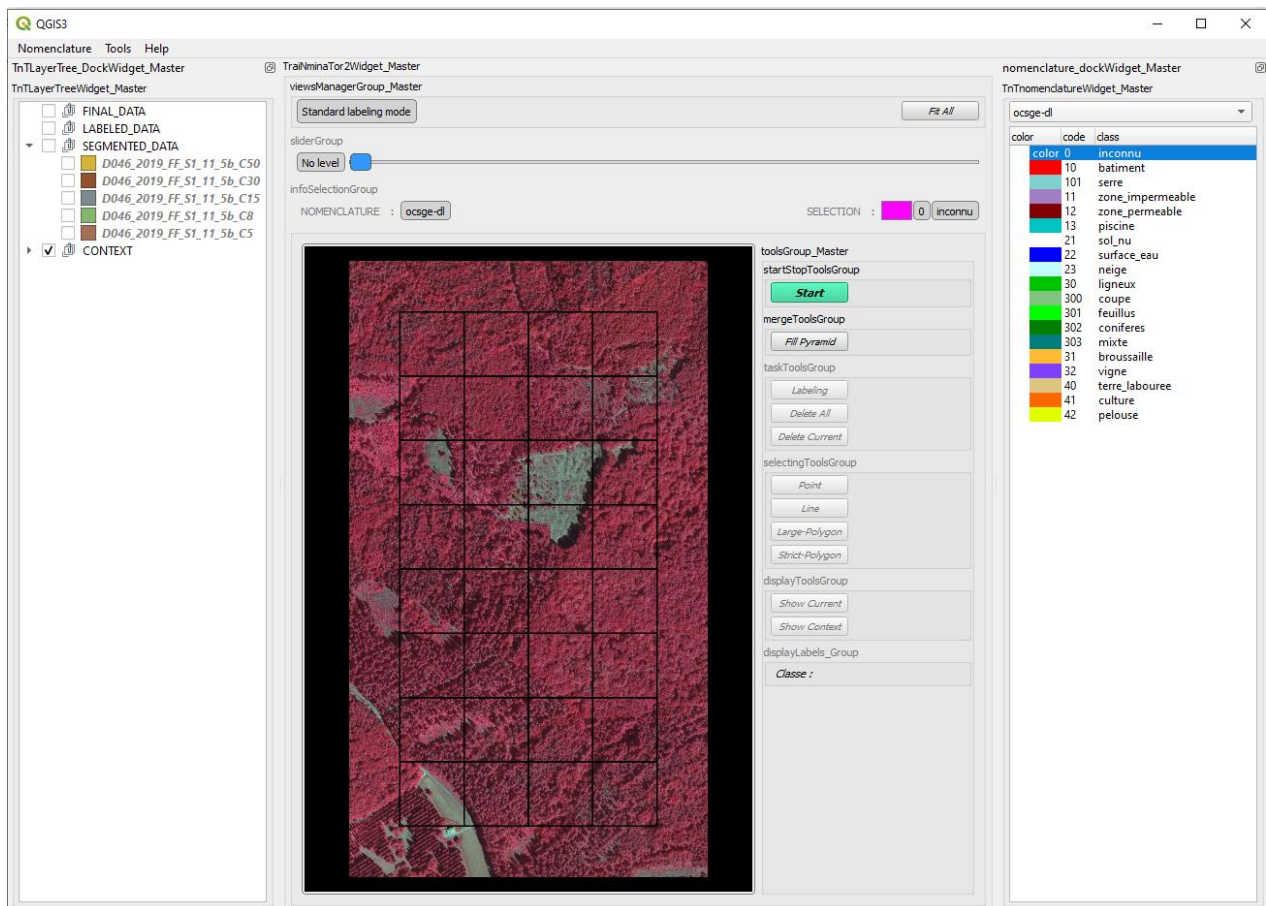 QGIS3
Nomenclature Tools Help
TnTLayerTree_DockWidget_Master
TnTLayerTreeWidget_Master
FINAL_DATA
LABELED_DATA
SEGMENTED_DATA
D046_2019_FF_S1_11_5b_C50
D046_2019_FF_S1_11_5b_C30
D046_2019_FF_S1_11_5b_C15
D046_2019_FF_S1_11_5b_C8
D046_2019_FF_S1_11_5b_C5
CONTEXT
TraiNminaTor2Widget_Master
viewsManagerGroup_Master
Standard labeling mode Fit All
sliderGroup
No level
infoSelectionGroup
NOMENCLATURE : ocsge-dl SELECTION : 0 inconnu
toolsGroup_Master
startStopToolsGroup
Start
mergeToolsGroup
Fill Pyramid
taskToolsGroup
Labeling
Delete All
Delete Current
selectingToolsGroup
Point
Line
Large-Polygon
Strict-Polygon
displayToolsGroup
Show Current
Show Context
displayLabels_Group
Classe :
nomenclature_dockWidget_Master
TnTnomenclatureWidget_Master
ocsge-dl
color code class
color 0 inconnu
10 batiment
101 serre
11 zone_impermeable
12 zone_permeable
13 piscine
21 sol_nu
22 surface_eau
23 neige
30 ligneux
300 coupe
301 feuillus
302 coniferes
303 mixte
31 broussaille
32 vigne
40 terre_labouree
41 culture
42 pelouse